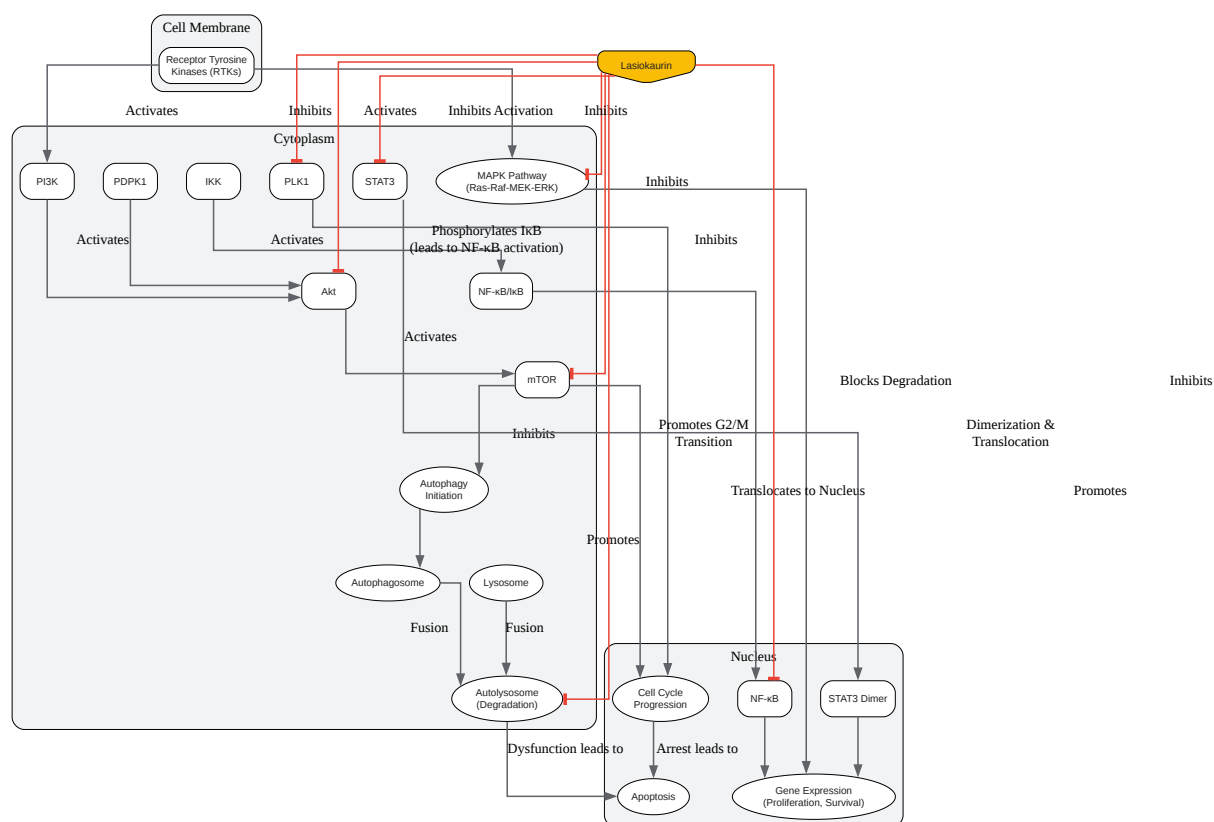 Cell Membrane
Receptor Tyrosine
Kinases (RTKs)
Lasiokaurin
Activates
Inhibits
Activates
Inhibits Activation
Inhibits
Cytoplasm
PI3K
PDPK1
IKK
PLK1
STAT3
MAPK Pathway
(Ras-Raf-MEK-ERK)
Inhibits
Activates
Activates
Phosphorylates IκB
(leads to NF-κB activation)
Inhibits
Akt
NF-κB/IκB
Activates
mTOR
Blocks Degradation
Inhibits
Inhibits
Promotes G2/M
Transition
Dimerization &
Translocation
Autophagy
Initiation
Translocates to Nucleus
Promotes
Promotes
Autophagosome
Lysosome
Fusion
Fusion
Nucleus
Autolysosome
(Degradation)
Cell Cycle
Progression
NF-κB
STAT3 Dimer
Dysfunction leads to
Arrest leads to
Apoptosis
Gene Expression
(Proliferation, Survival)